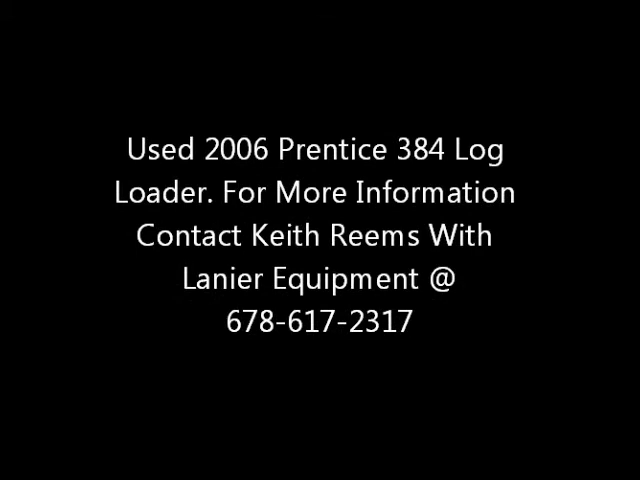 Used 2006 Prentice 384 Log
Loader. For More Information
Contact Keith Reems With
Lanier Equipment @
678-617-2317